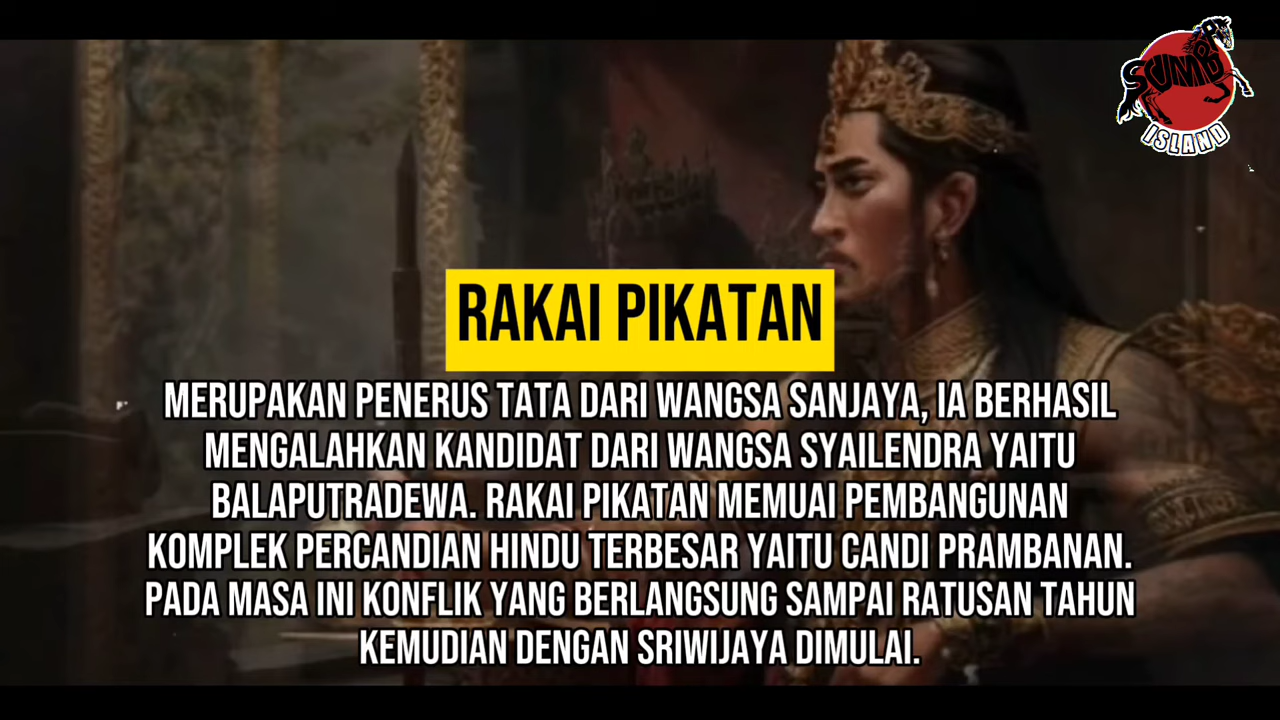 SUMBA
ISLAND
RAKAI PIKATAN
MERUPAKAN PENERUS TATA DARI WANGSA SANJAYA, IA BERHASIL
MENGALAHKAN KANDIDAT DARI WANGSA SYAILENDRA YAITU
BALAPUTRADEWA. RAKAI PIKATAN MEMUAI PEMBANGUNAN
KOMPLEK PERCANDIAN HINDU TERBESAR YAITU CANDI PRAMBANAN.
PADA MASA INI KONFLIK YANG BERLANGSUNG SAMPAI RATUSAN TAHUN
KEMUDIAN DENGAN SRIWIJAYA DIMULAI.